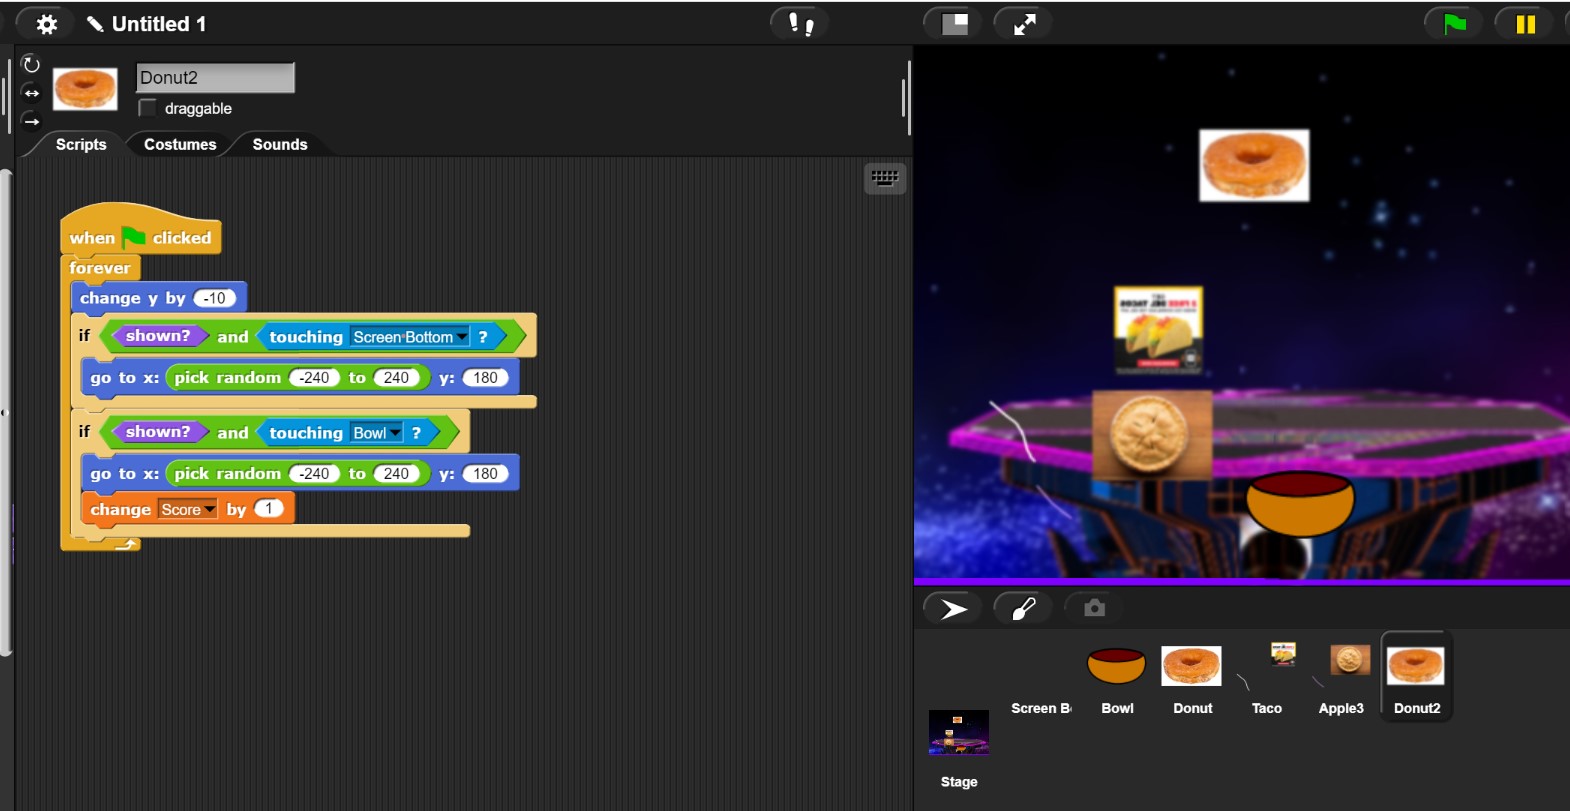 Untitled 1
Donut2
draggable
Scripts Costumes Sounds
when clicked
forever
change y by -10
if shown? and touching Screen Bottom ?
go to x: pick random -240 to 240 y: 180
if shown? and touching Bowl ?
go to x: pick random -240 to 240 y: 180
change Score by 1
Screen B
Bowl
Donut
Taco
Apple3
Donut2
Stage